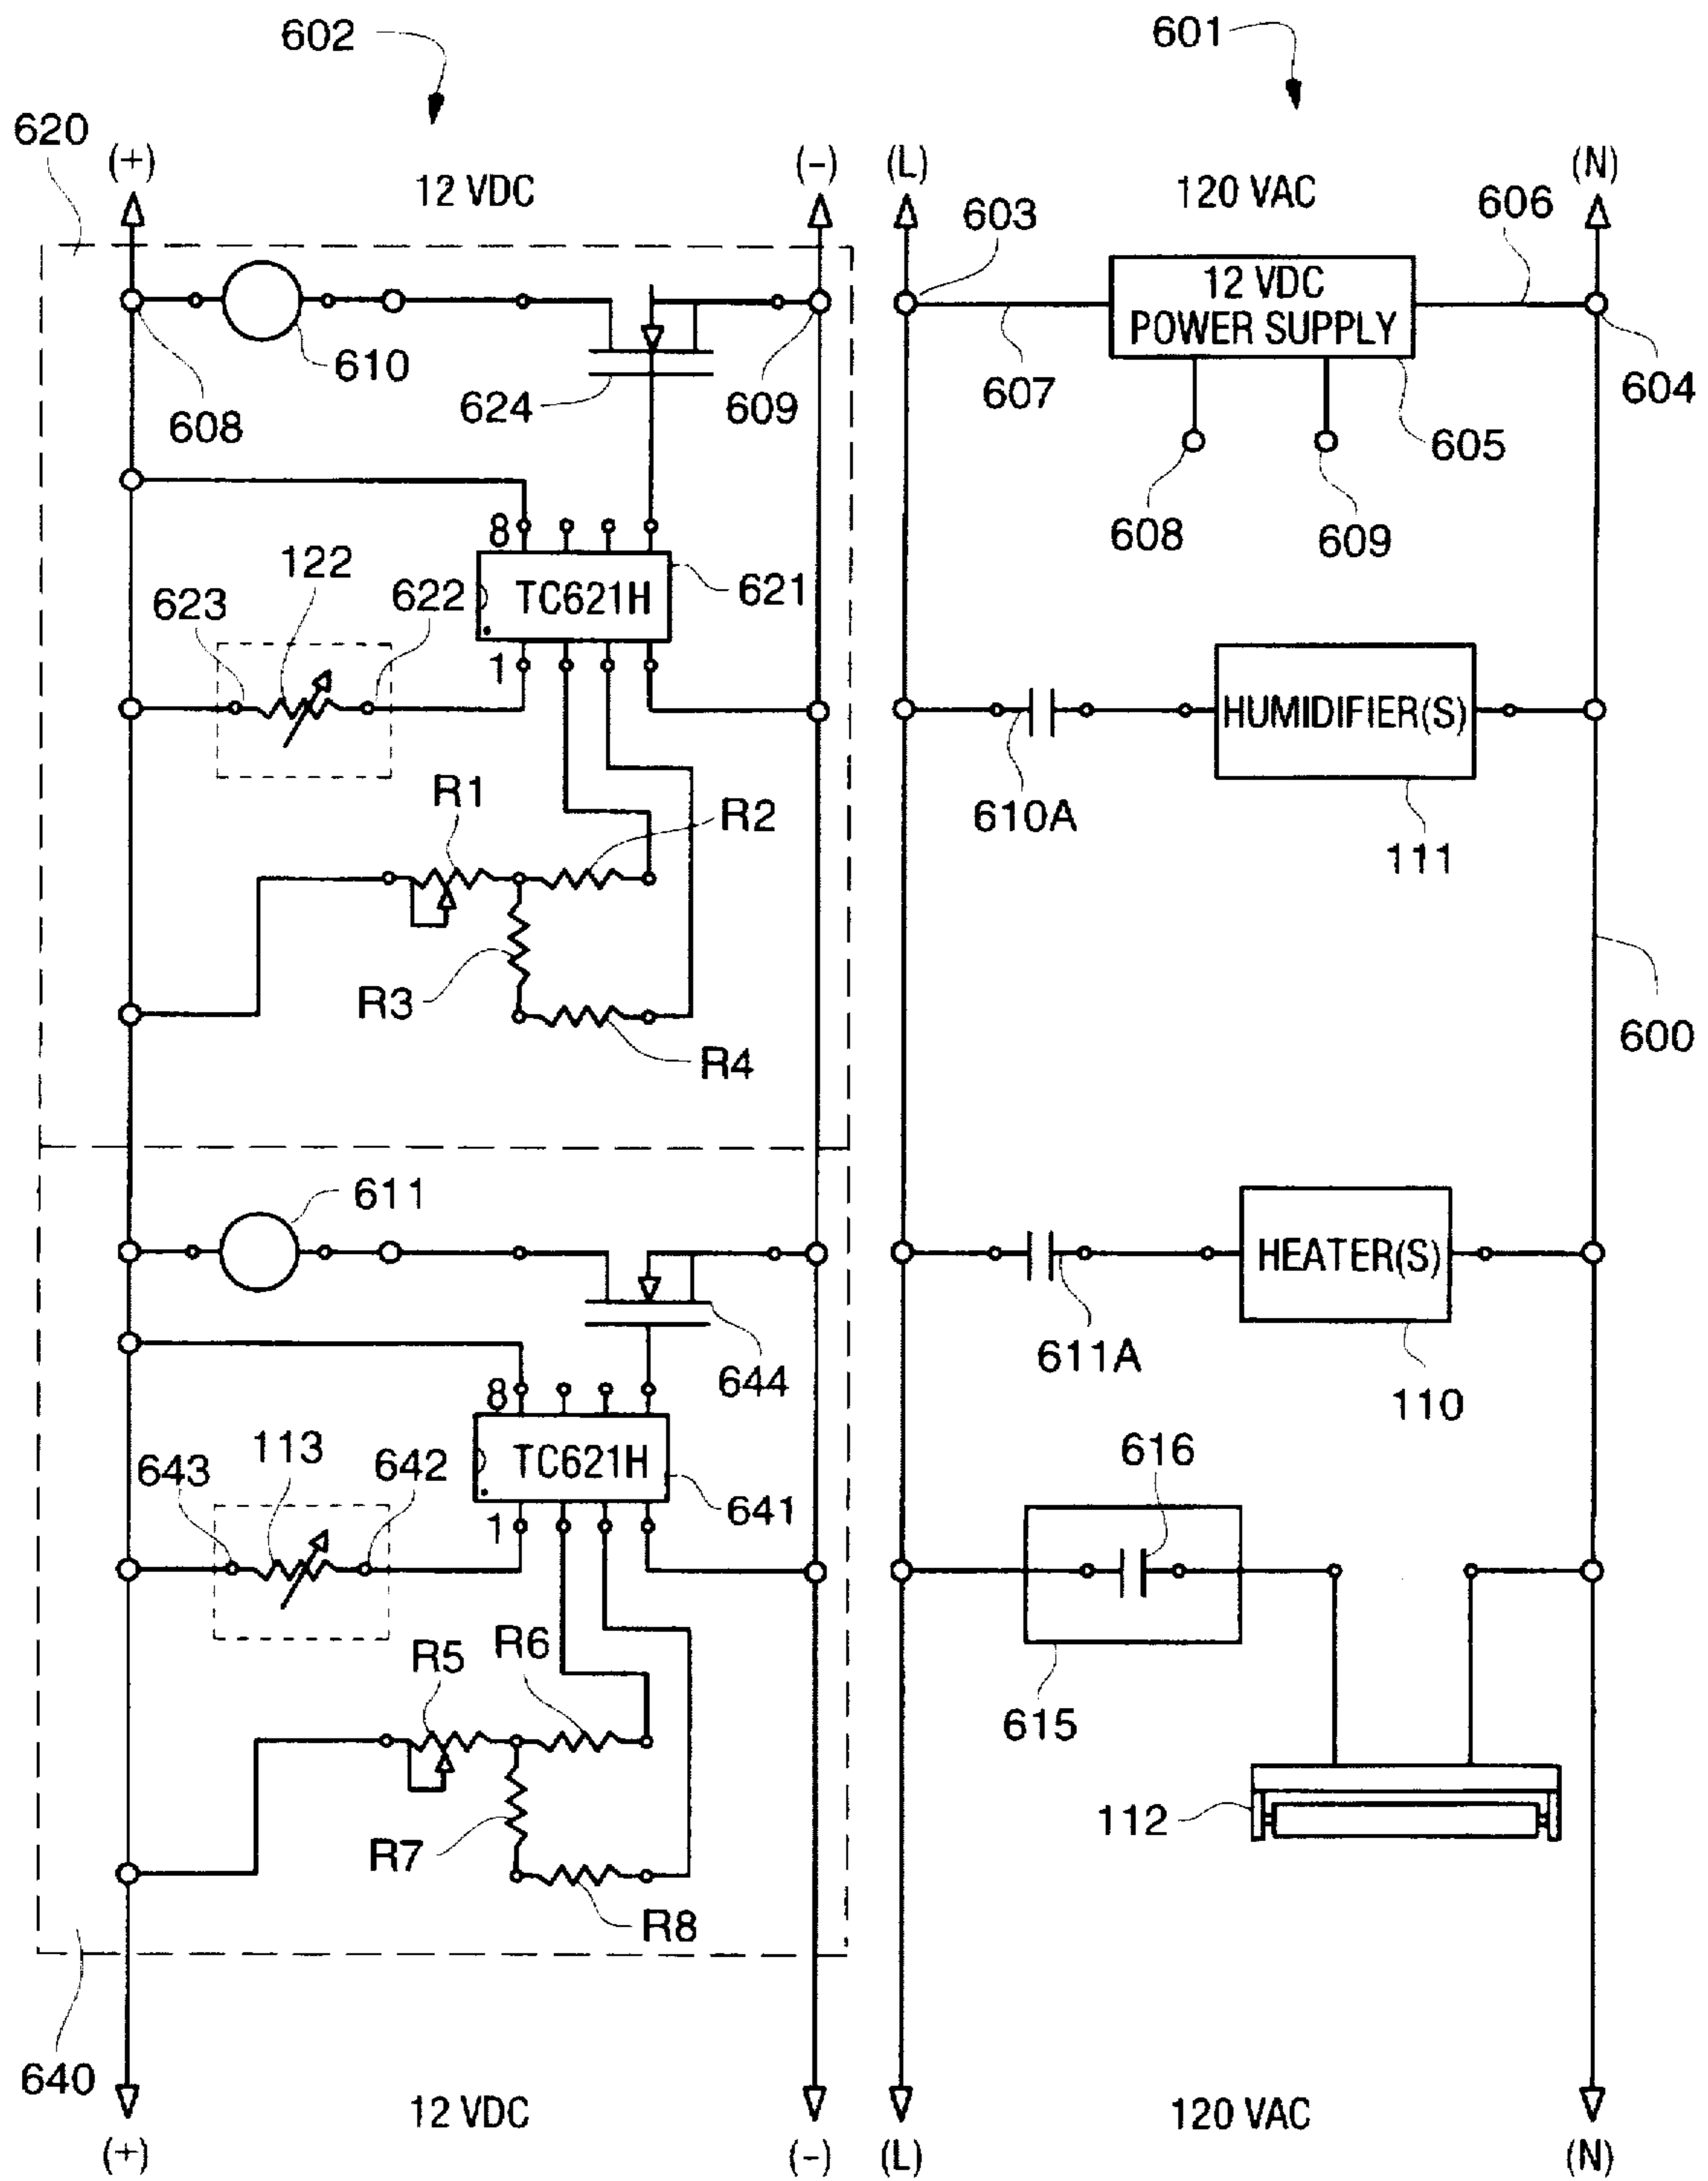 602
601
620
(+)
12 VDC
(-)
(L)
120 VAC
(N)
603
606
12 VDC
POWER SUPPLY
610
624
609
608
607
605
604
8
608
609
122
623
622
TC621H
621
1
HUMIDIFIER(S)
610A
111
R1
R2
R3
R4
600
611
HEATER(S)
611A
110
644
8
113
643
642
TC621H
641
1
616
R5
R6
615
R7
R8
112
640
12 VDC
120 VAC
(+)
(-)
(L)
(N)